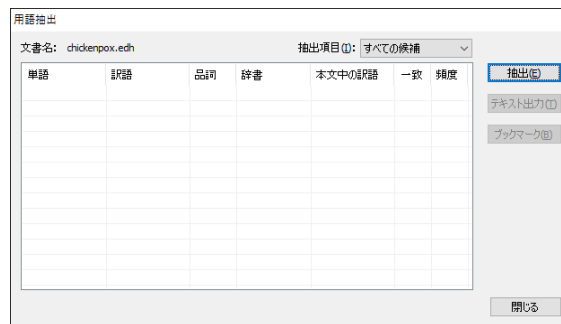 用語抽出
文書名: chickenpox.edh 抽出項目(I): すべての候補
単語 訳語 品詞 辞書 本文中の訳語 一致 頻度
抽出(E)
テキスト出力(T)
ブックマーク(B)
閉じる